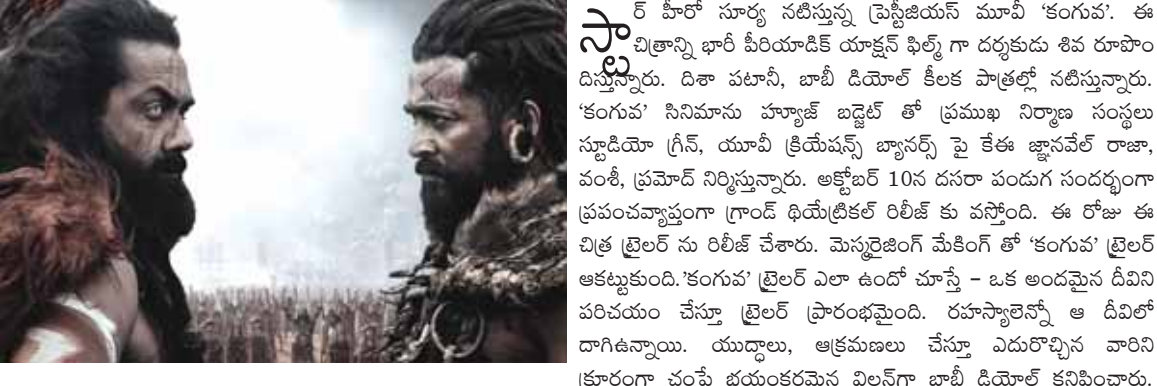 స్టార్ హీరో సూర్య నటిస్తున్న ప్రెస్టీజియస్ మూవీ ‘కంగువ’. ఈ
చిత్రాన్ని భారీ పీరియాడిక్ యాక్షన్ ఫిల్మ్ గా దర్శకుడు శివ రూపొం
దిస్తున్నారు. దిశా పటానీ, బాబీ డియోల్ కీలక పాత్రల్లో నటిస్తున్నారు.
‘కంగువ’ సినిమాను హ్యూజ్ బడ్జెట్ తో ప్రముఖ నిర్మాణ సంస్థలు
స్టూడియో గ్రీన్, యూవీ క్రియేషన్స్ బ్యానర్స్ పై కేఈ జ్ఞానవేల్ రాజా,
వంశీ, ప్రమోద్ నిర్మిస్తున్నారు. అక్టోబర్ 10న దసరా పండుగ సందర్భంగా
ప్రపంచవ్యాప్తంగా గ్రాండ్ థియేట్రికల్ రిలీజ్ కు వస్తోంది. ఈ రోజు ఈ
చిత్ర ట్రైలర్ ను రిలీజ్ చేశారు. మెస్మరైజింగ్ మేకింగ్ తో ‘కంగువ’ ట్రైలర్
ఆకట్టుకుంది.’కంగువ’ ట్రైలర్ ఎలా ఉందో చూస్తే – ఒక అందమైన దీవిని
పరిచయం చేస్తూ ట్రైలర్ ప్రారంభమైంది. రహస్యాలెన్నో ఆ దీవిలో
దాగిఉన్నాయి. యుద్ధాలు, ఆక్రమణలు చేస్తూ ఎదురొచ్చిన వారిని
క్రూరంగా చంపే భయంకరమైన విలన్‌గా బాబీ డియోల్ కనిపించారు.